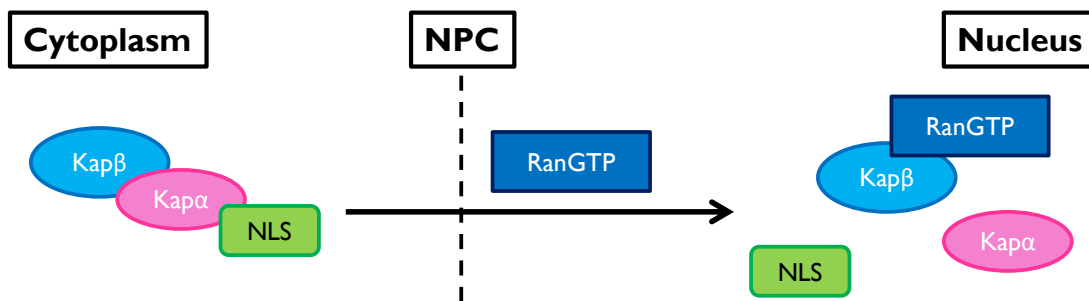 Cytoplasm
NPC
Nucleus
RanGTP
Kapβ
RanGTP
Kapβ
Kapα
NLS
Kapα
NLS